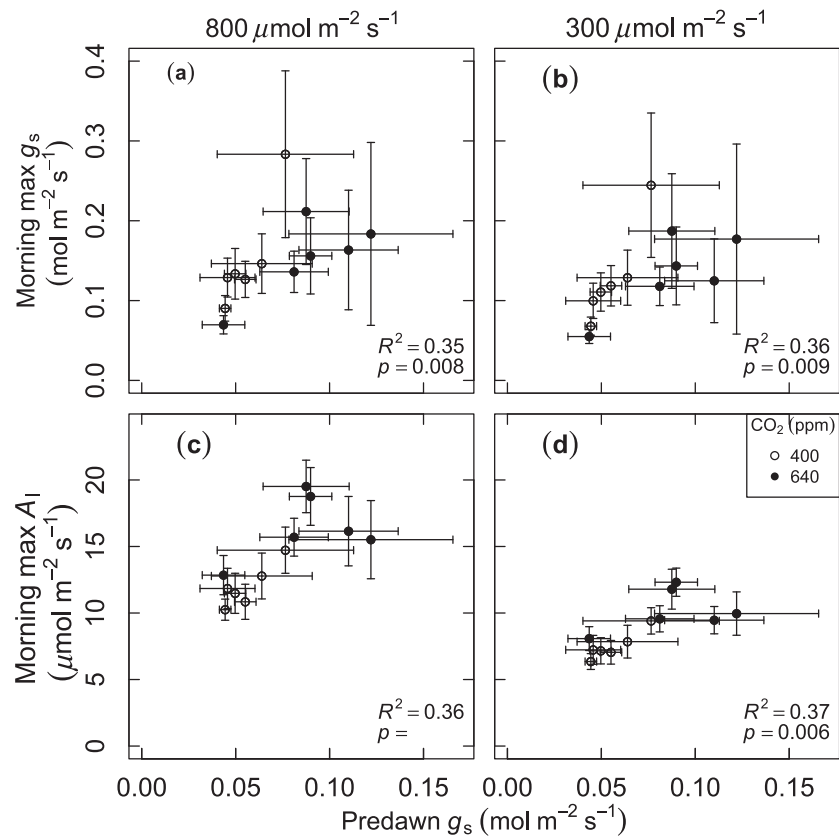 800 μmol m⁻² s⁻¹
300 μmol m⁻² s⁻¹
Morning max gₛ
(mol m⁻² s⁻¹)
0.4
0.3
0.2
0.1
0.0
(a)
R² = 0.35
p = 0.008
(b)
R² = 0.36
p = 0.009
Morning max Aₗ
(μmol m⁻² s⁻¹)
20
15
10
5
0
(c)
R² = 0.36
p =
(d)
CO₂ (ppm)
400
640
R² = 0.37
p = 0.006
0.00 0.05 0.10 0.15
0.00 0.05 0.10 0.15
Predawn gₛ (mol m⁻² s⁻¹)